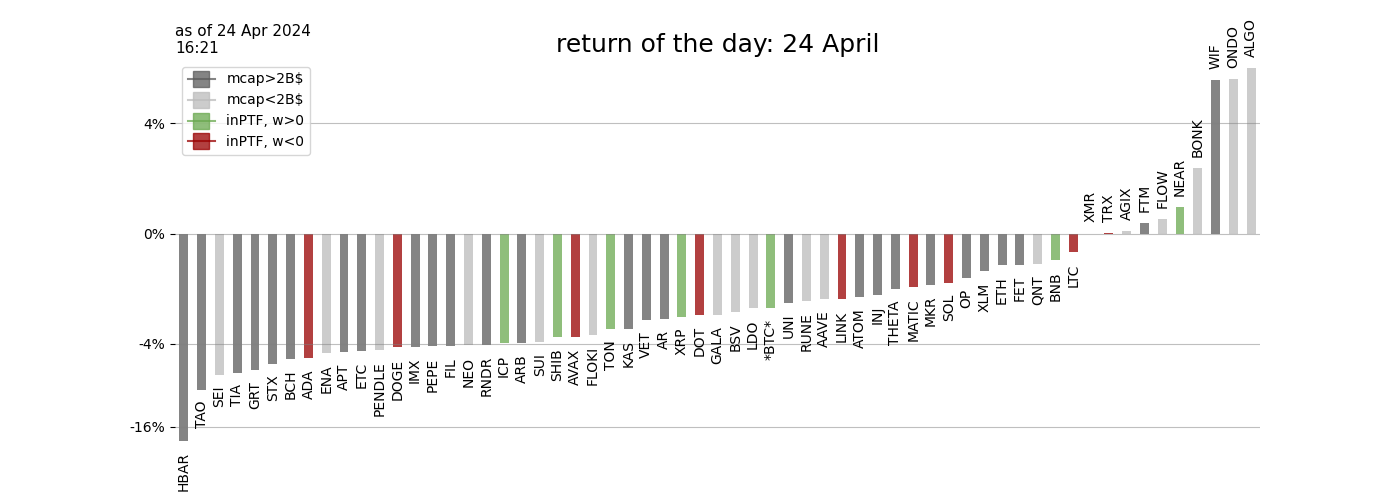 as of 24 Apr 2024
16:21
return of the day: 24 April
mcap>2B$
mcap<2B$
inPTF, w>0
inPTF, w<0
4%
0%
-4%
-16%
HBAR
TAO
SEI
TIA
GRT
STX
BCH
ADA
ENA
APT
ETC
PENDLE
DOGE
IMX
PEPE
FIL
NEO
RNDR
ICP
ARB
SUI
SHIB
AVAX
FLOKI
TON
KAS
VET
AR
XRP
DOT
GALA
BSV
LDO
*BTC*
UNI
RUNE
AAVE
LINK
ATOM
INJ
THETA
MATIC
MKR
SOL
OP
XLM
ETH
FET
QNT
BNB
LTC
XMR
TRX
AGIX
FTM
FLOW
NEAR
BONK
WIF
ONDO
ALGO